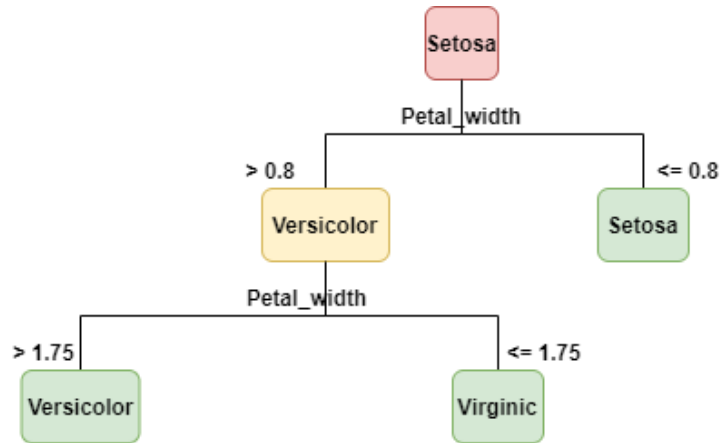 Setosa
Petal_width
> 0.8
<= 0.8
Versicolor
Setosa
Petal_width
> 1.75
<= 1.75
Versicolor
Virginic